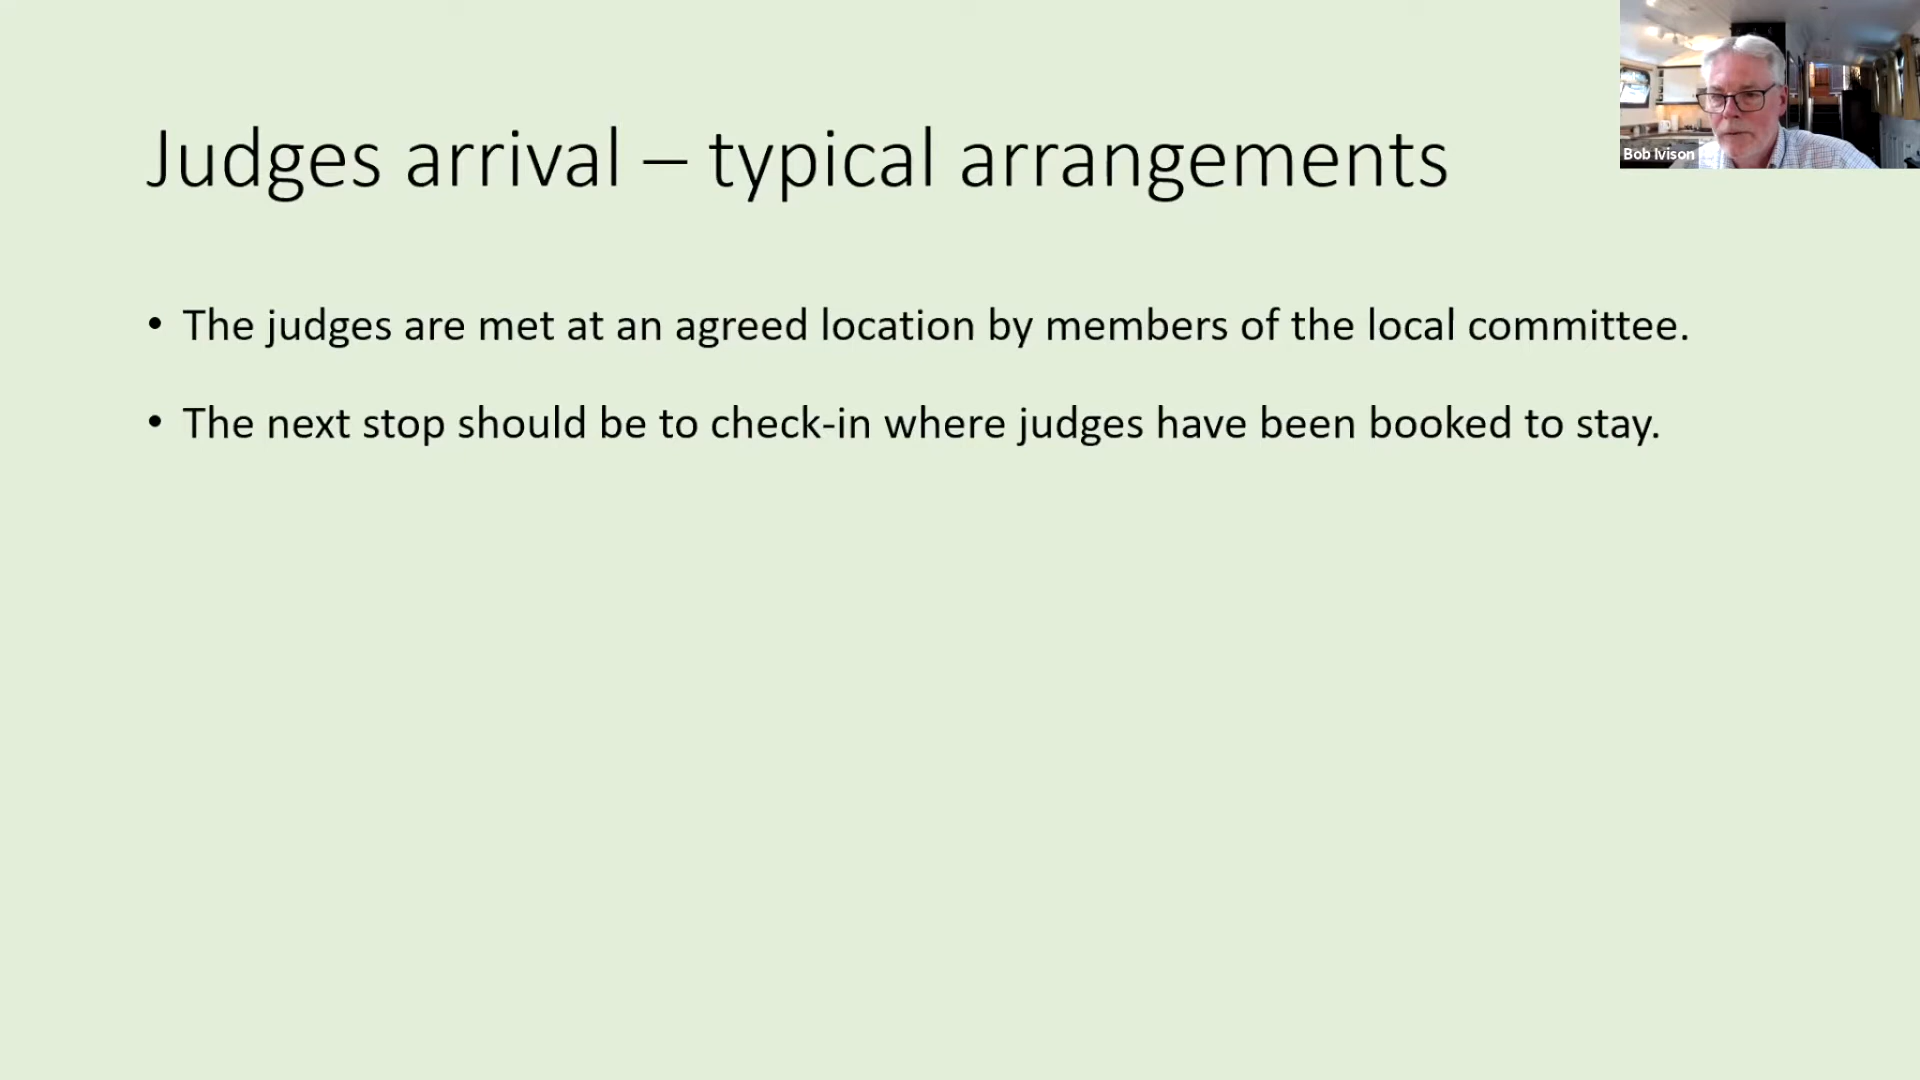 Judges arrival – typical arrangements
Bob Ivison
• The judges are met at an agreed location by members of the local committee.
• The next stop should be to check-in where judges have been booked to stay.